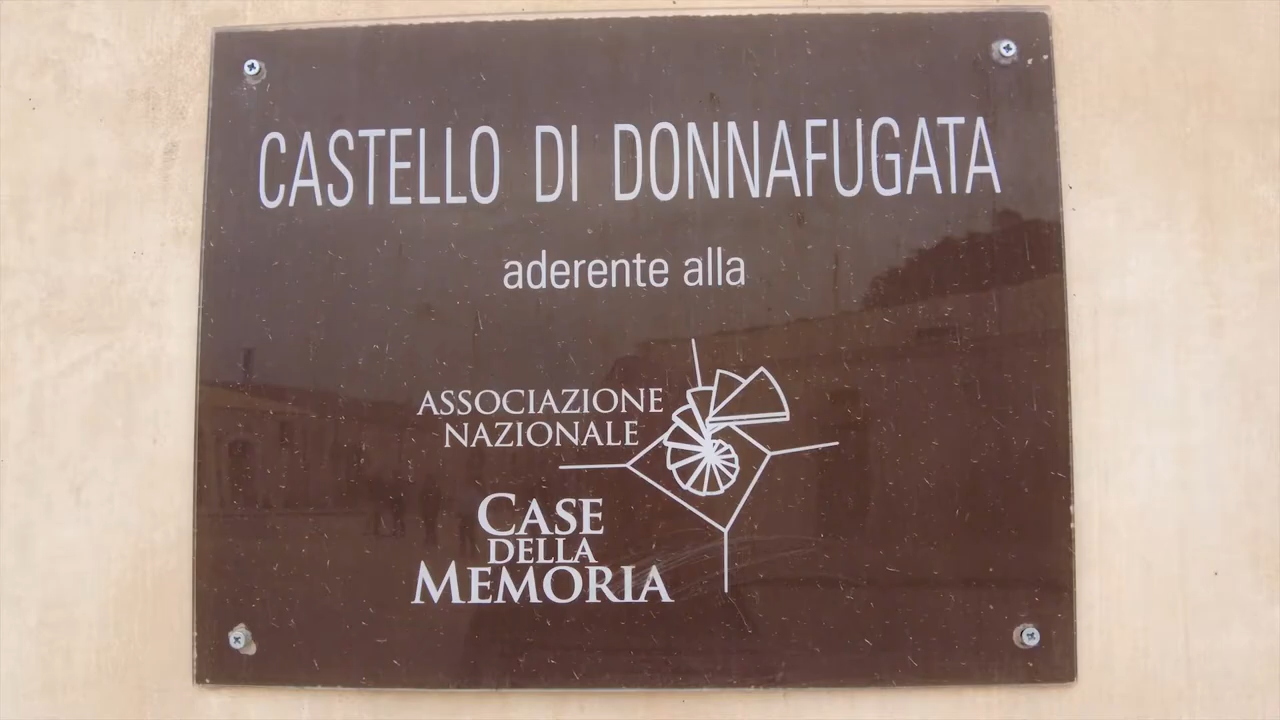 CASTELLO DI DONNAFUGATA
aderente alla
ASSOCIAZIONE
NAZIONALE
CASE
DELLA
MEMORIA